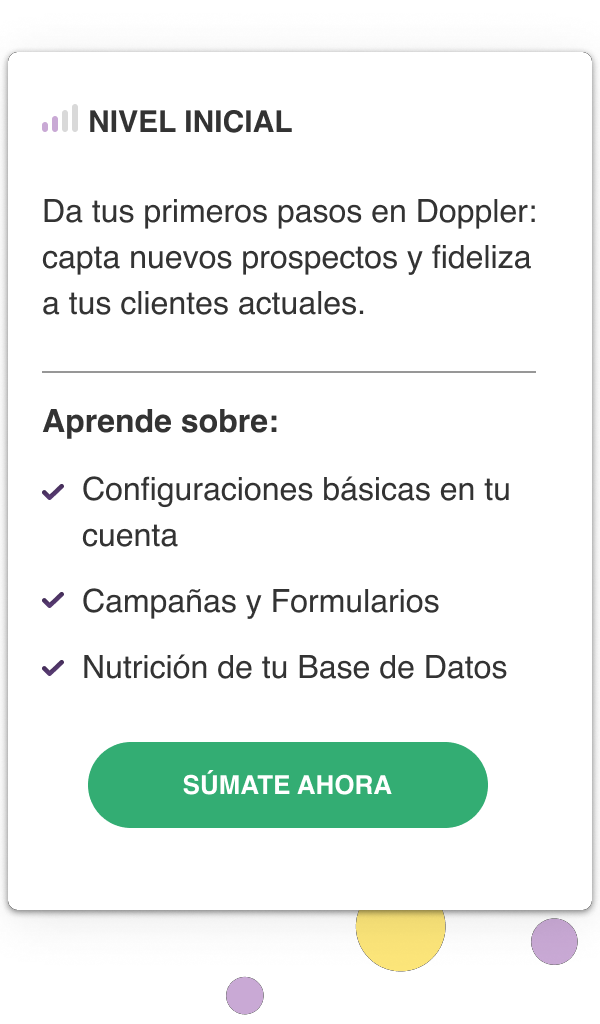 NIVEL INICIAL
Da tus primeros pasos en Doppler:
capta nuevos prospectos y fideliza
a tus clientes actuales.
Aprende sobre:
Configuraciones básicas en tu
cuenta
Campañas y Formularios
Nutrición de tu Base de Datos
SÚMATE AHORA